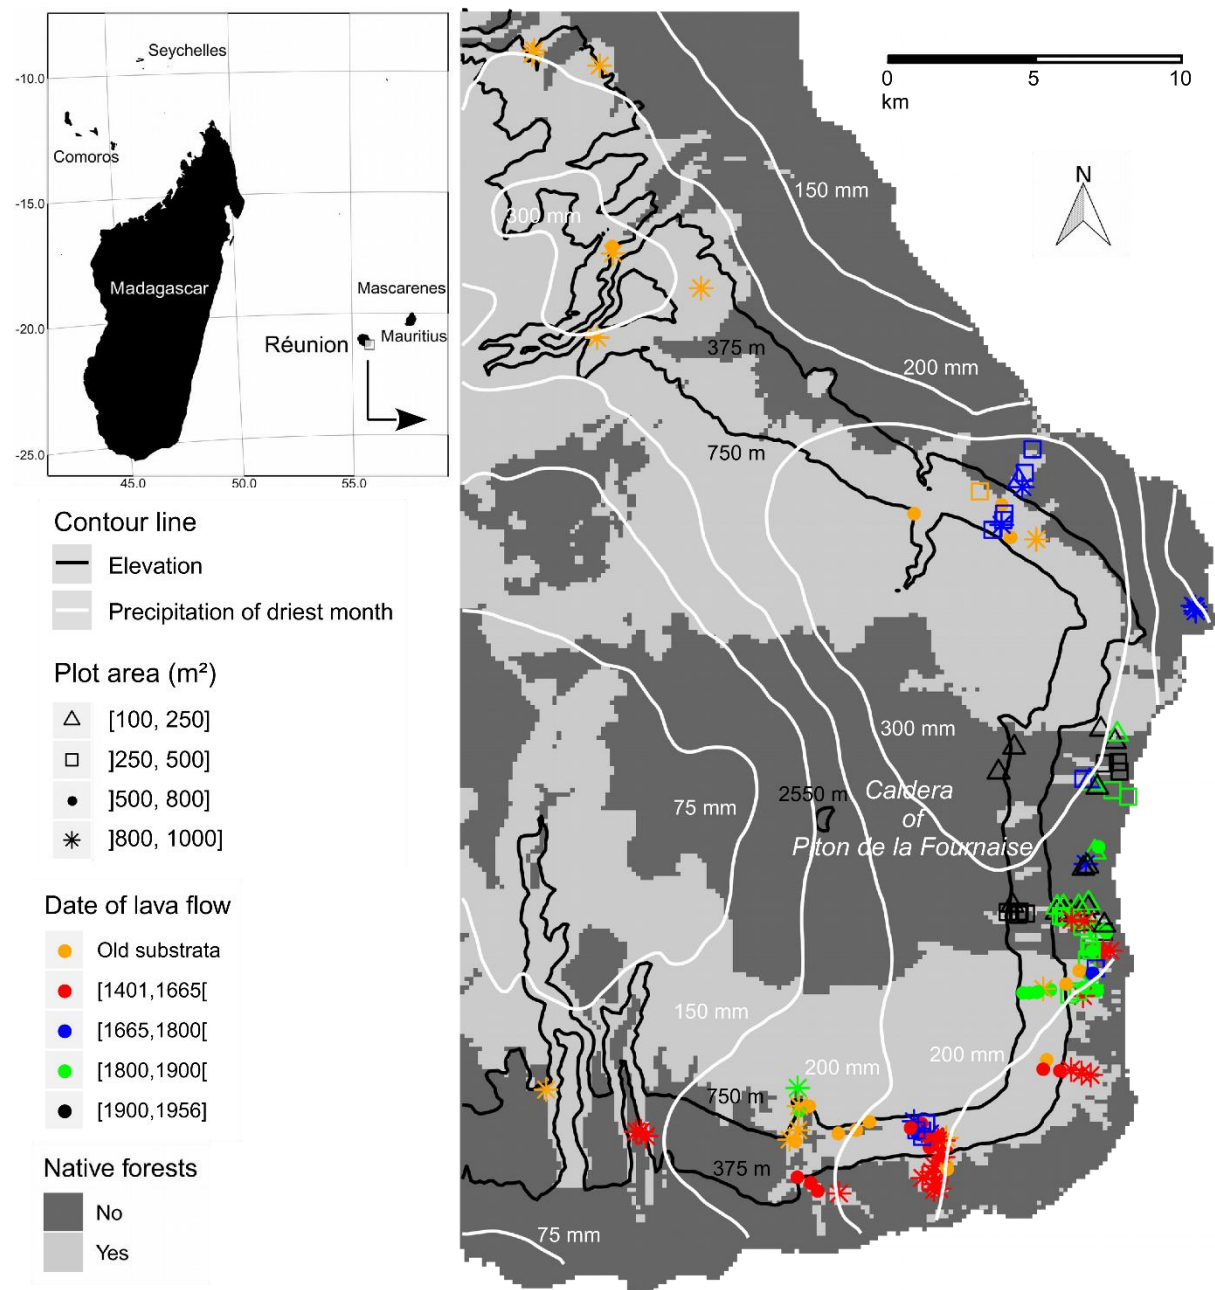 Seychelles
-10.0
Comoros
-15.0
Madagascar
Mascarenes
-20.0
Mauritius
Réunion
-25.0
45.0
50.0
55.0
Contour line
Elevation
Precipitation of driest month
Plot area (m²)
[100, 250]
]250, 500]
]500, 800]
]800, 1000]
Date of lava flow
Old substrata
[1401,1665[
[1665,1800[
[1800,1900[
[1900,1956]
Native forests
No
Yes
0
5
10
km
N
150 mm
300 mm
375 m
200 mm
750 m
300 mm
75 mm
2550 m
Caldera
of
Piton de la Fournaise
150 mm
200 mm
200 mm
750 m
375 m
75 mm